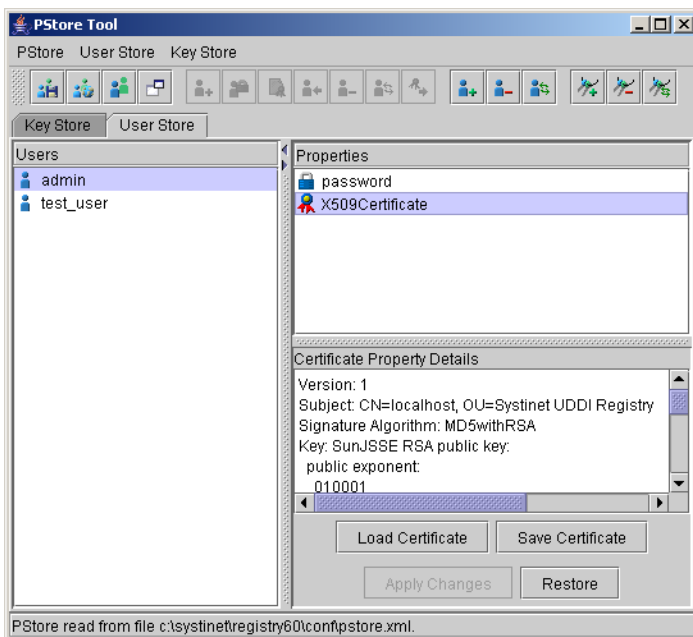 PStore Tool
PStore User Store Key Store
Key Store User Store
Users
admin
test_user
Properties
password
X509Certificate
Certificate Property Details
Version: 1
Subject: CN=localhost, OU=Systinet UDDI Registry
Signature Algorithm: MD5withRSA
Key: SunJSSE RSA public key:
public exponent:
010001
Load Certificate Save Certificate
Apply Changes Restore
PStore read from file c:\systinet\registry60\conf\pstore.xml.